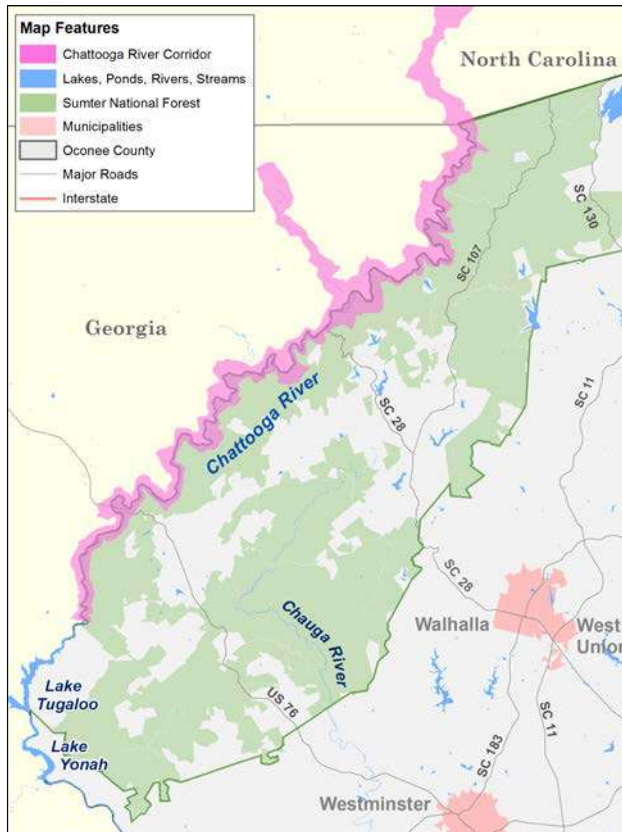 Map Features
Chattooga River Corridor
Lakes, Ponds, Rivers, Streams
Sumter National Forest
Municipalities
Oconee County
Major Roads
Interstate
North Carolina
SC 130
SC 107
Georgia
SC 11
Chattooga River
SC 28
SC 28
Walhalla
West
Union
Chauga River
Lake
Tugaloo
US 76
SC 11
Lake
Yonah
SC 183
Westminster